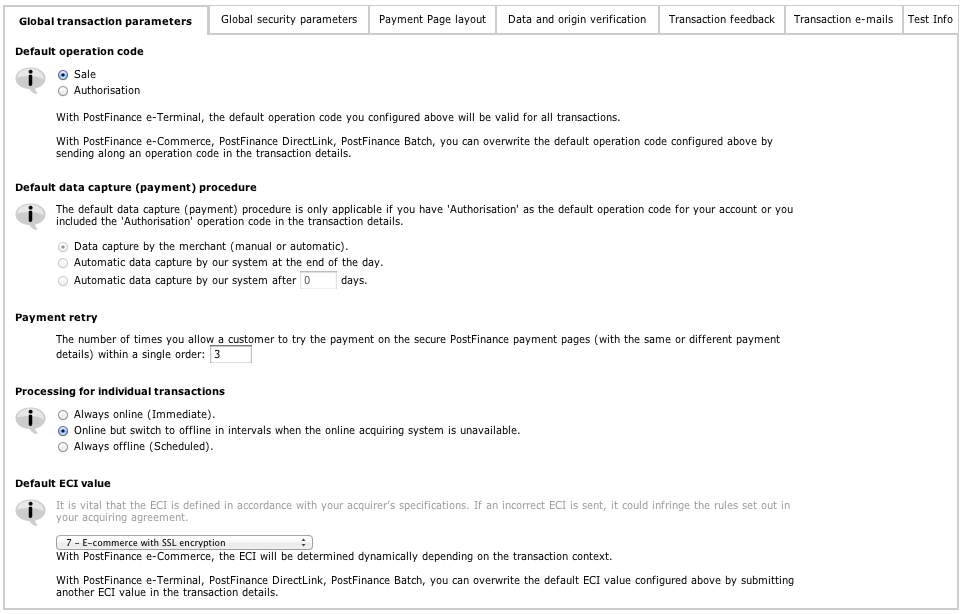 Global transaction parameters
Global security parameters
Payment Page layout
Data and origin verification
Transaction feedback
Transaction e-mails
Test Info
Default operation code
Sale
Authorisation
With PostFinance e-Terminal, the default operation code you configured above will be valid for all transactions.
With PostFinance e-Commerce, PostFinance DirectLink, PostFinance Batch, you can overwrite the default operation code configured above by
sending along an operation code in the transaction details.
Default data capture (payment) procedure
The default data capture (payment) procedure is only applicable if you have 'Authorisation' as the default operation code for your account or you
included the 'Authorisation' operation code in the transaction details.
Data capture by the merchant (manual or automatic).
Automatic data capture by our system at the end of the day.
Automatic data capture by our system after 0 days.
Payment retry
The number of times you allow a customer to try the payment on the secure PostFinance payment pages (with the same or different payment
details) within a single order: 3
Processing for individual transactions
Always online (Immediate).
Online but switch to offline in intervals when the online acquiring system is unavailable.
Always offline (Scheduled).
Default ECI value
It is vital that the ECI is defined in accordance with your acquirer's specifications. If an incorrect ECI is sent, it could infringe the rules set out in
your acquiring agreement.
7 - E-commerce with SSL encryption
With PostFinance e-Commerce, the ECI will be determined dynamically depending on the transaction context.
With PostFinance e-Terminal, PostFinance DirectLink, PostFinance Batch, you can overwrite the default ECI value configured above by submitting
another ECI value in the transaction details.